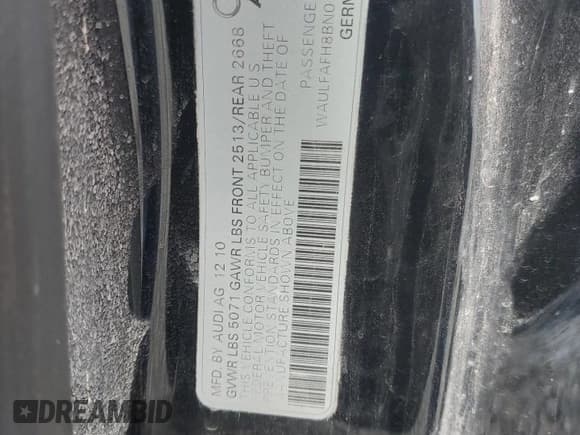 MFD. BY AUDI AG 12 10
GVWR LBS 5071 GAWR LBS FRONT 2513/REAR 2668
THIS VEHICLE CONFORMS TO ALL APPLICABLE U S
FEDERAL MOTOR VEHICLE SAFETY BUMPER AND THEFT
PREVENTION STANDARDS IN EFFECT ON THE DATE OF
MANUFACTURE SHOWN ABOVE
PASSENGE
WAULFAFH8BN0
GERM
DREAMBID